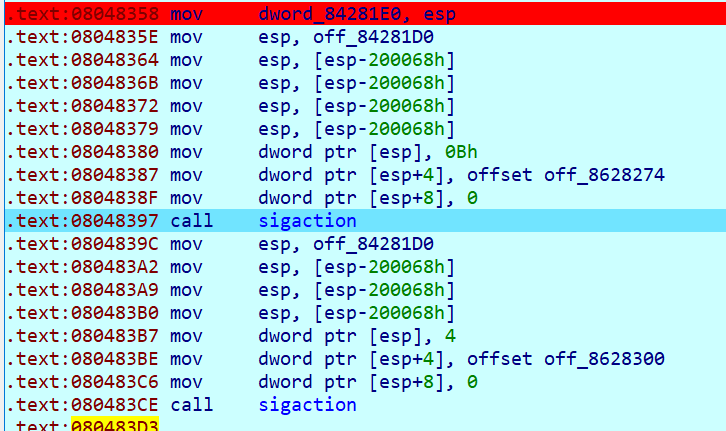 .text:08048358 mov dword_84281E0, esp
.text:0804835E mov esp, off_84281D0
.text:08048364 mov esp, [esp-200068h]
.text:0804836B mov esp, [esp-200068h]
.text:08048372 mov esp, [esp-200068h]
.text:08048379 mov esp, [esp-200068h]
.text:08048380 mov dword ptr [esp], 0Bh
.text:08048387 mov dword ptr [esp+4], offset off_8628274
.text:0804838F mov dword ptr [esp+8], 0
.text:08048397 call sigaction
.text:0804839C mov esp, off_84281D0
.text:080483A2 mov esp, [esp-200068h]
.text:080483A9 mov esp, [esp-200068h]
.text:080483B0 mov esp, [esp-200068h]
.text:080483B7 mov dword ptr [esp], 4
.text:080483BE mov dword ptr [esp+4], offset off_8628300
.text:080483C6 mov dword ptr [esp+8], 0
.text:080483CE call sigaction
.text:080483D3